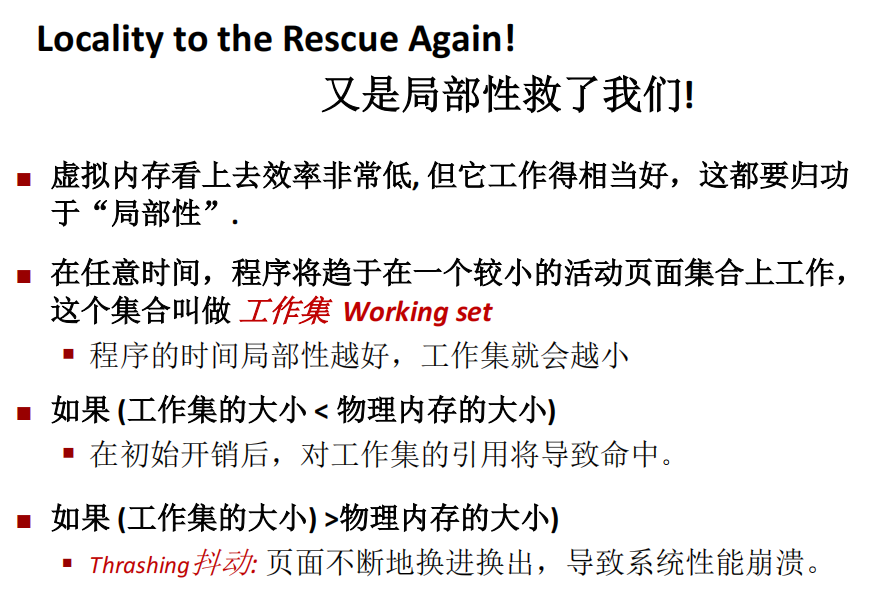 Locality to the Rescue Again!
又是局部性救了我们!
■ 虚拟内存看上去效率非常低, 但它工作得相当好，这都要归功
于“局部性”.
■ 在任意时间，程序将趋于在一个较小的活动页面集合上工作，
这个集合叫做 工作集 Working set
▪ 程序的时间局部性越好，工作集就会越小
■ 如果 (工作集的大小 < 物理内存的大小)
▪ 在初始开销后，对工作集的引用将导致命中。
■ 如果 (工作集的大小) >物理内存的大小)
▪ Thrashing抖动: 页面不断地换进换出，导致系统性能崩溃。